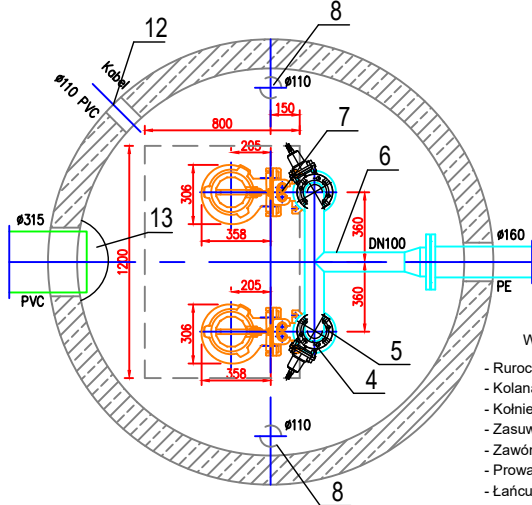 8
12
Kabel
ø110 PVC
ø110
150
800
7
205
6
306
358
360
DN100
ø315
13
ø160
1200
PVC
PE
205
360
306
5
358
4
ø110
8
W
- Ruroc
- Kolana
- Kołnie
- Zasuw
- Zawór
- Prowa
- Łańcu